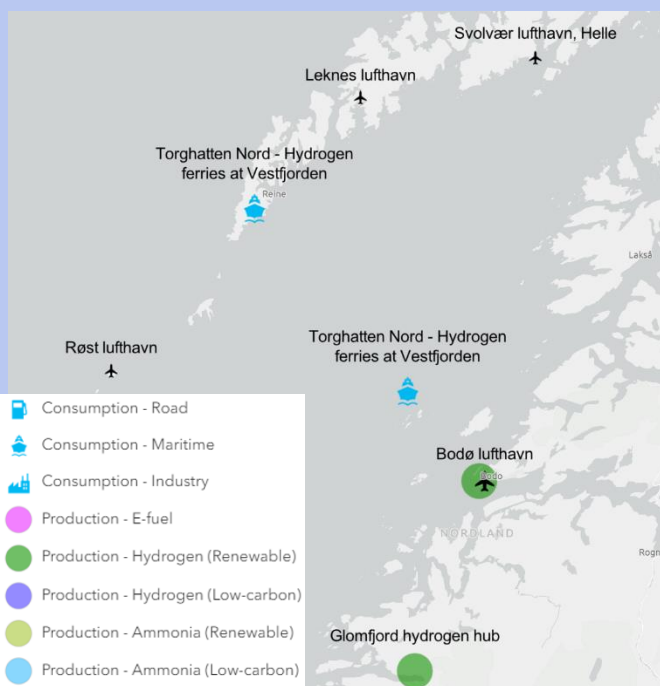 Svolvær lufthavn, Helle
Leknes lufthavn
Torghatten Nord - Hydrogen
ferries at Vestfjorden
Reine
Lakså
Torghatten Nord - Hydrogen
ferries at Vestfjorden
Røst lufthavn
Consumption - Road
Consumption - Maritime
Consumption - Industry
Production - E-fuel
Production - Hydrogen (Renewable)
Production - Hydrogen (Low-carbon)
Production - Ammonia (Renewable)
Production - Ammonia (Low-carbon)
Bodø lufthavn
NORDLAND
Glomfjord hydrogen hub